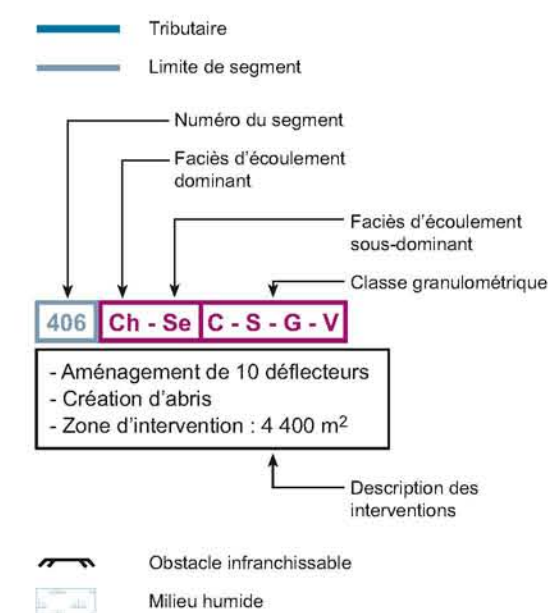 Tributaire
Limite de segment
Numéro du segment
Faciès d'écoulement
dominant
Faciès d'écoulement
sous-dominant
Classe granulométrique
406 Ch - Se C - S - G - V
- Aménagement de 10 déflecteurs
- Création d'abris
- Zone d'intervention : 4 400 m²
Description des
interventions
Obstacle infranchissable
Milieu humide